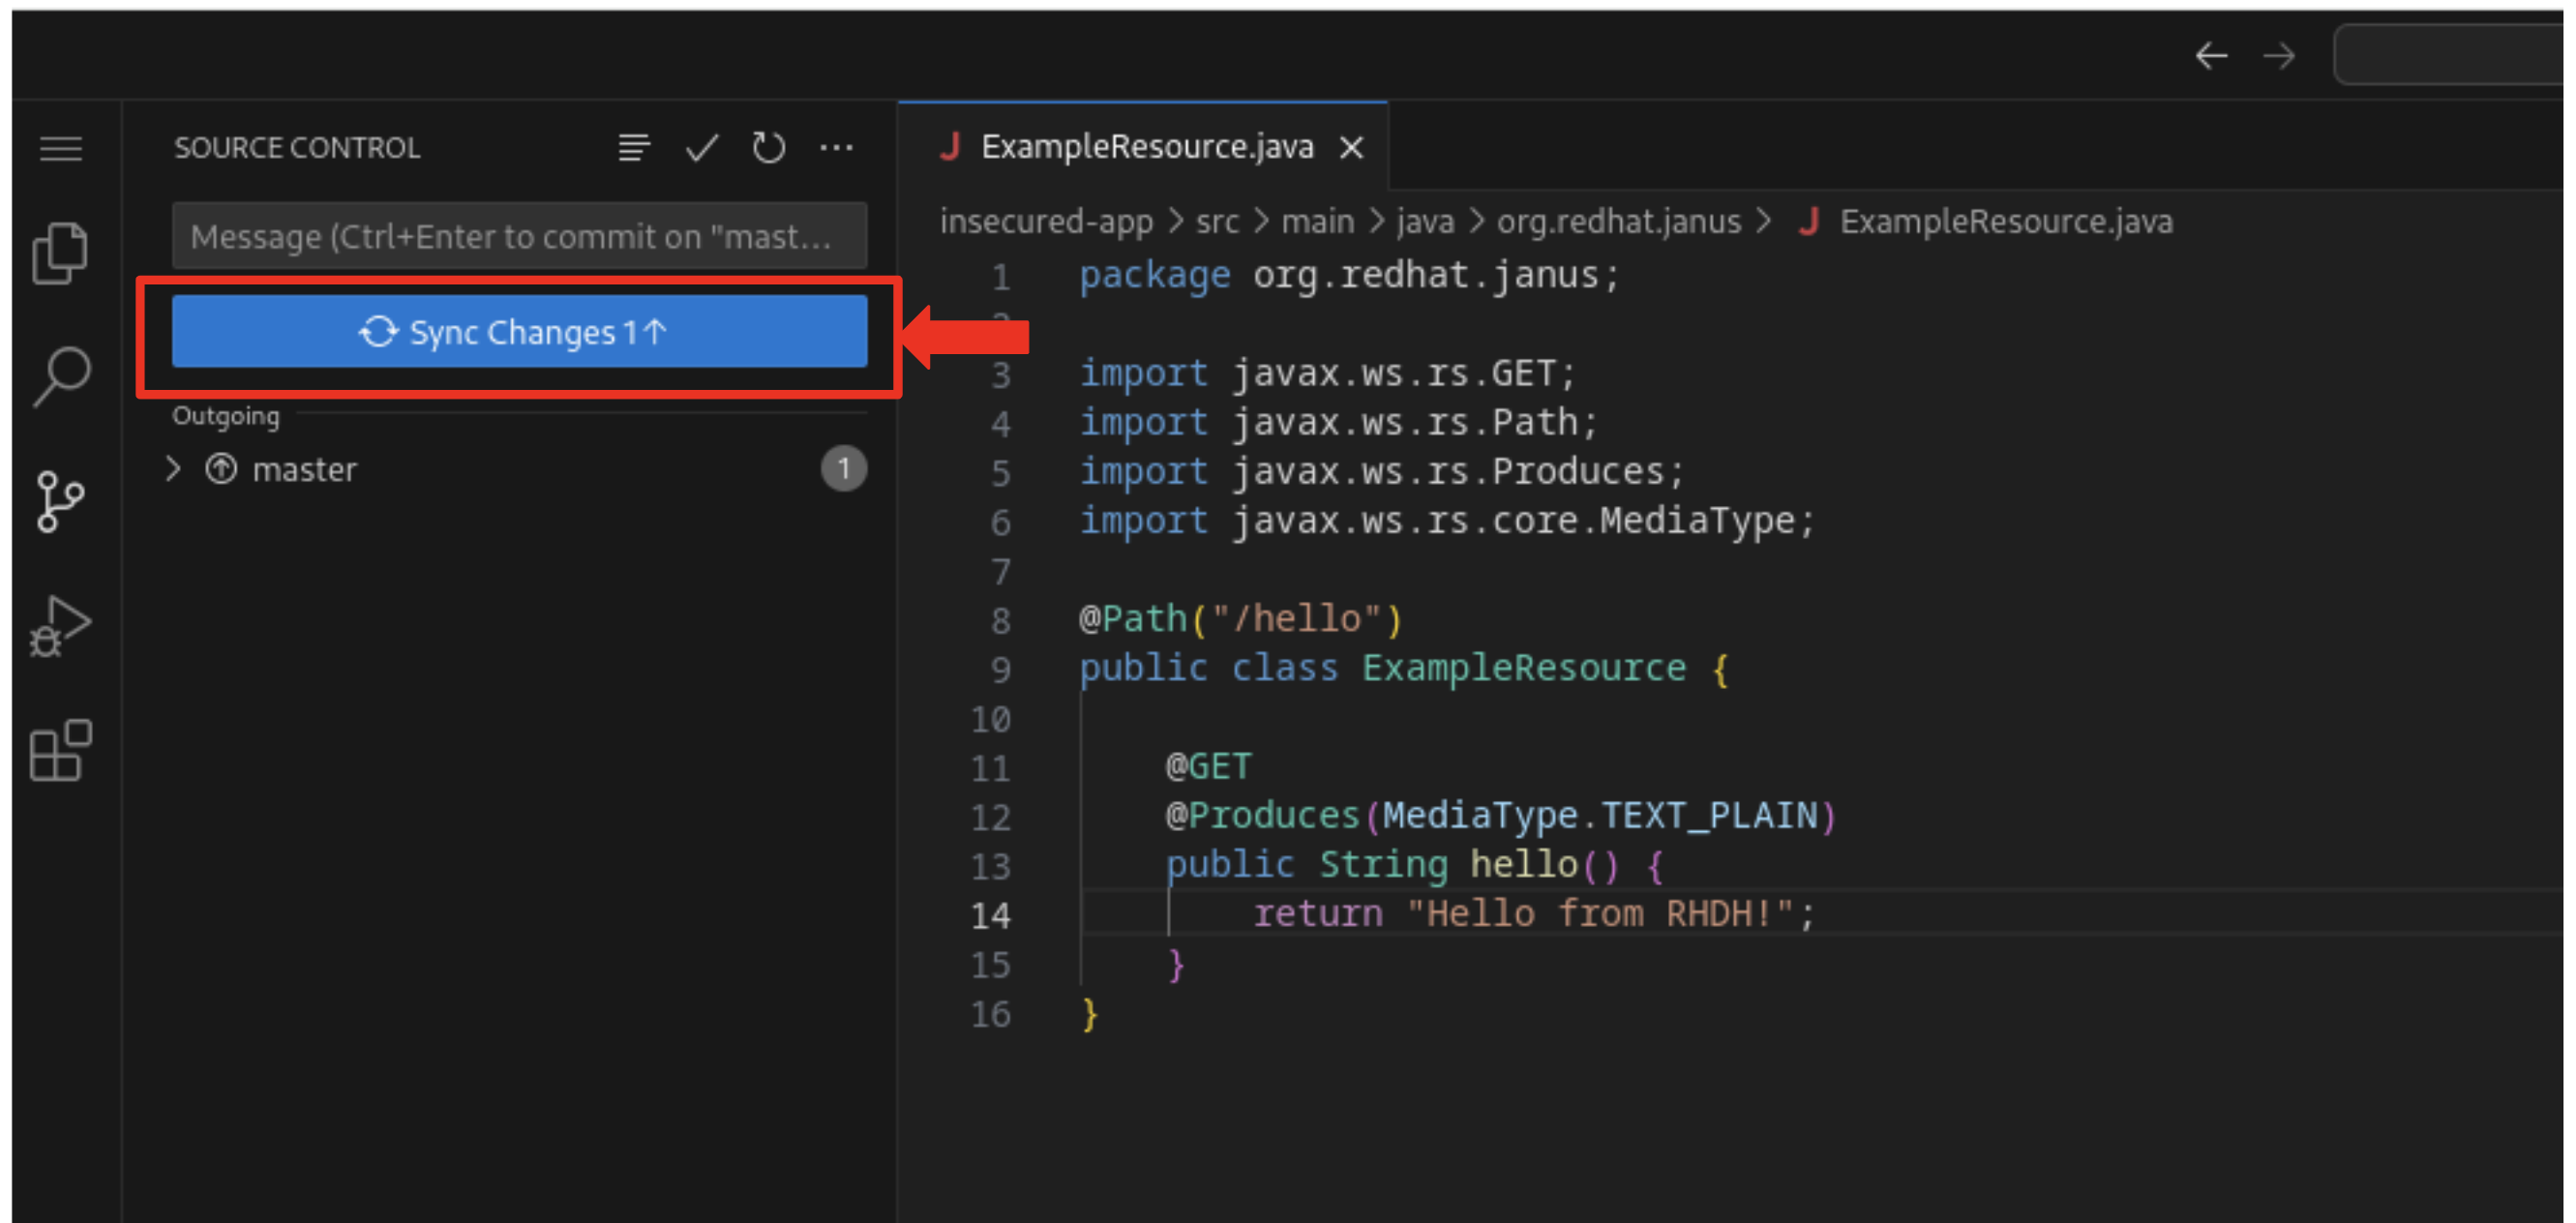 SOURCE CONTROL
Message (Ctrl+Enter to commit on "mast...
Sync Changes 1↑
Outgoing
master 1
J ExampleResource.java
insecured-app > src > main > java > org.redhat.janus > J ExampleResource.java
1 package org.redhat.janus;
2
3 import javax.ws.rs.GET;
4 import javax.ws.rs.Path;
5 import javax.ws.rs.Produces;
6 import javax.ws.rs.core.MediaType;
7
8 @Path("/hello")
9 public class ExampleResource {
10
11 @GET
12 @Produces(MediaType.TEXT_PLAIN)
13 public String hello() {
14 return "Hello from RHDH!";
15 }
16 }